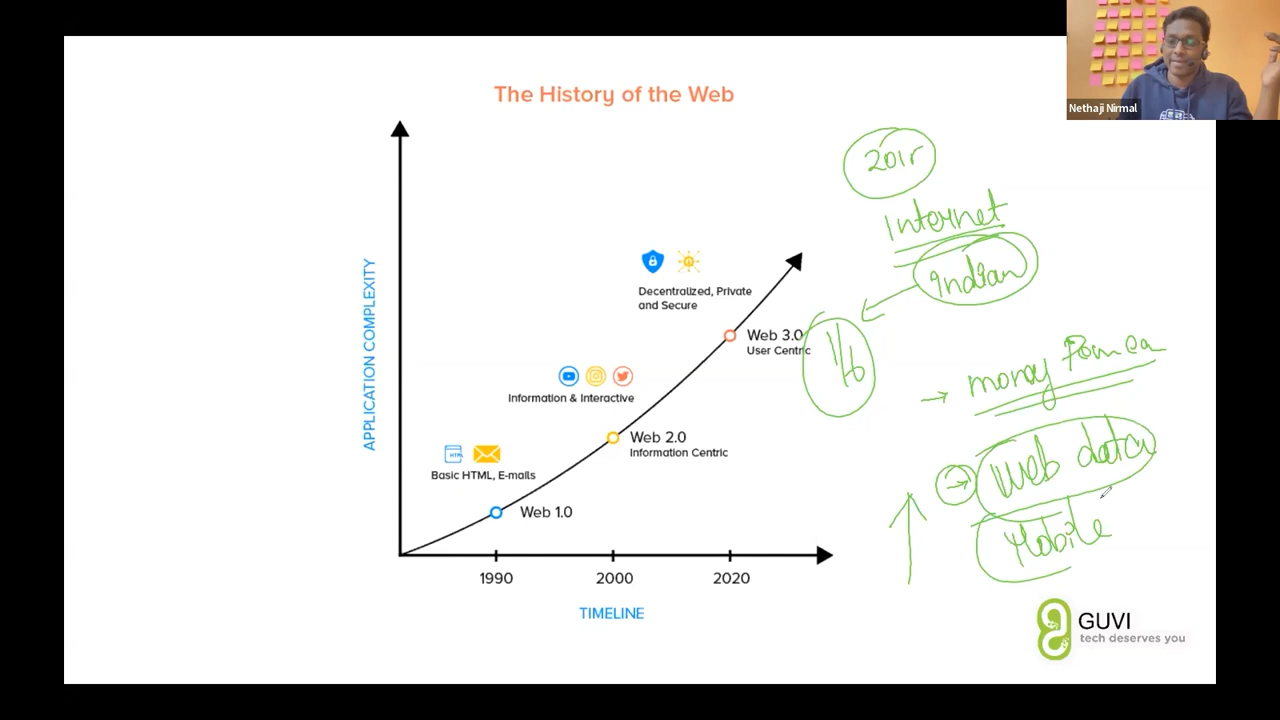 Nethaji Nirmal
The History of the Web
Internet
Indian
Decentralized, Private
and Secure
Web 3.0
User Centric
Information & Interactive
Web 2.0
Information Centric
HTML
Basic HTML, E-mails
Web 1.0
money
Web data
Mobile
APPLICATION COMPLEXITY
1990
2000
2020
TIMELINE
GUVI
tech deserves you